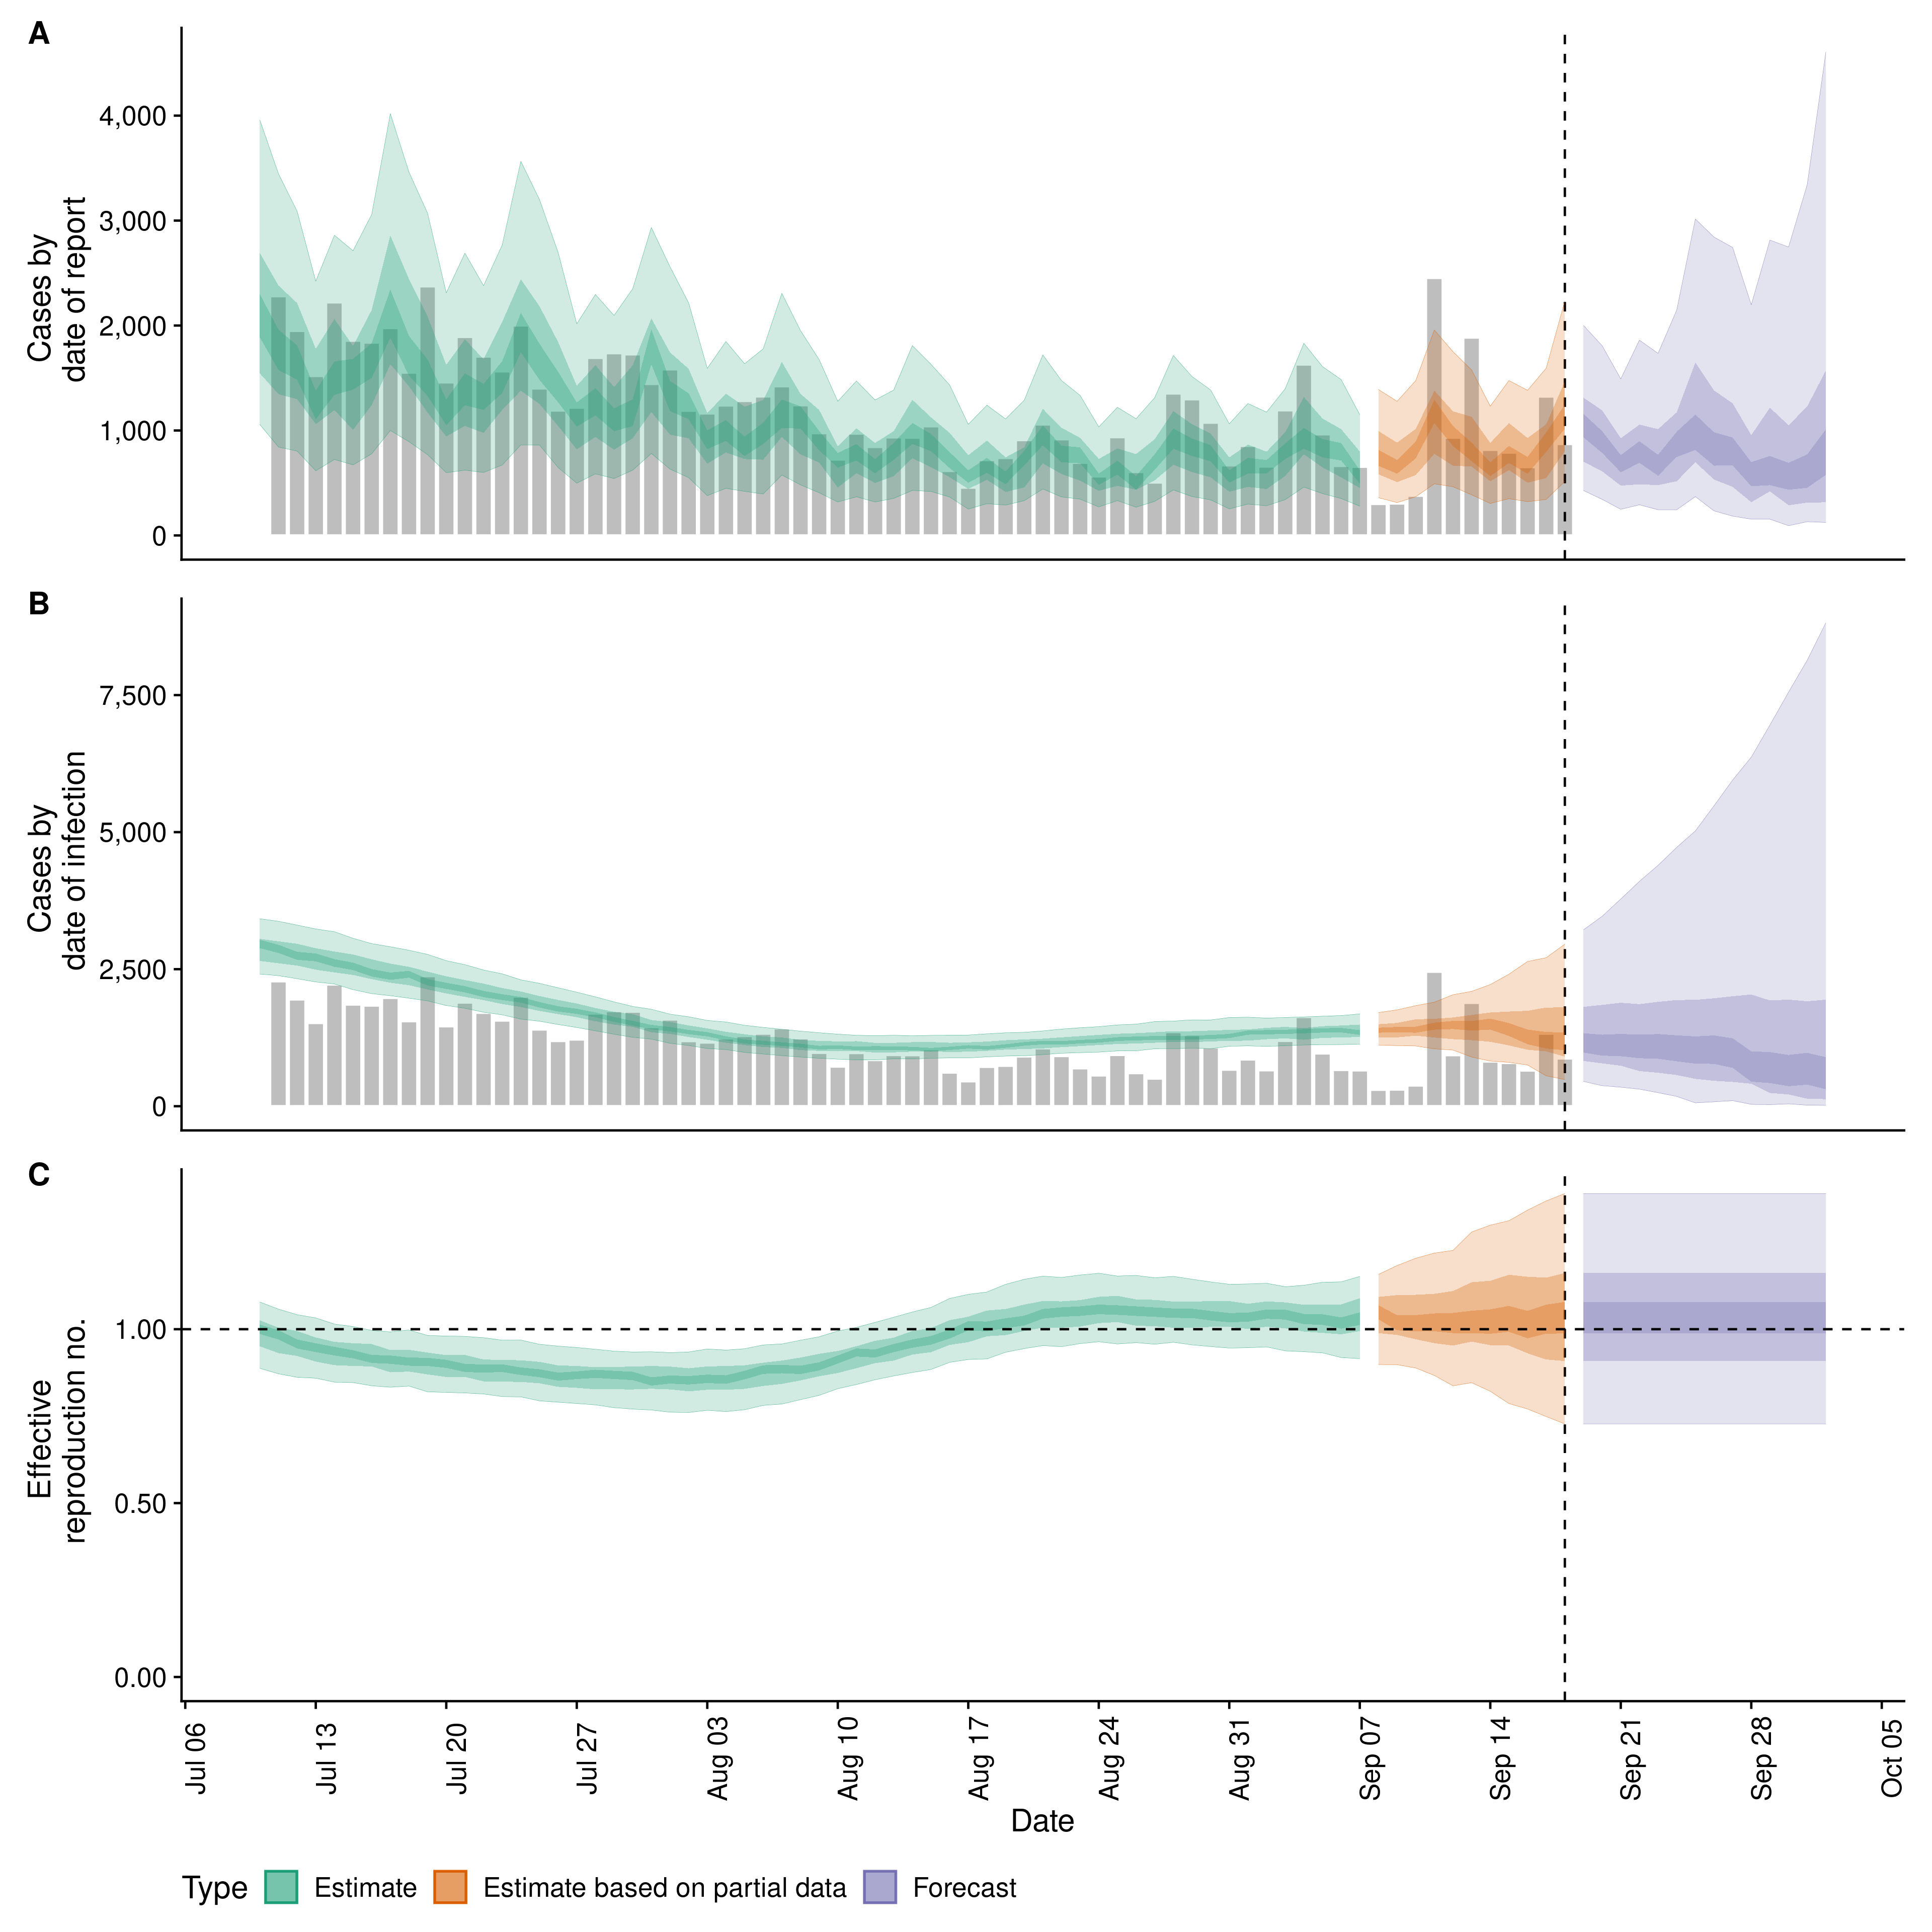 A
Cases by
date of report
4,000
3,000
2,000
1,000
0
B
Cases by
date of infection
7,500
5,000
2,500
0
C
Effective
reproduction no.
1.00
0.50
0.00
Jul 06
Jul 13
Jul 20
Jul 27
Aug 03
Aug 10
Aug 17
Aug 24
Aug 31
Sep 07
Sep 14
Sep 21
Sep 28
Oct 05
Date
Type Estimate Estimate based on partial data Forecast